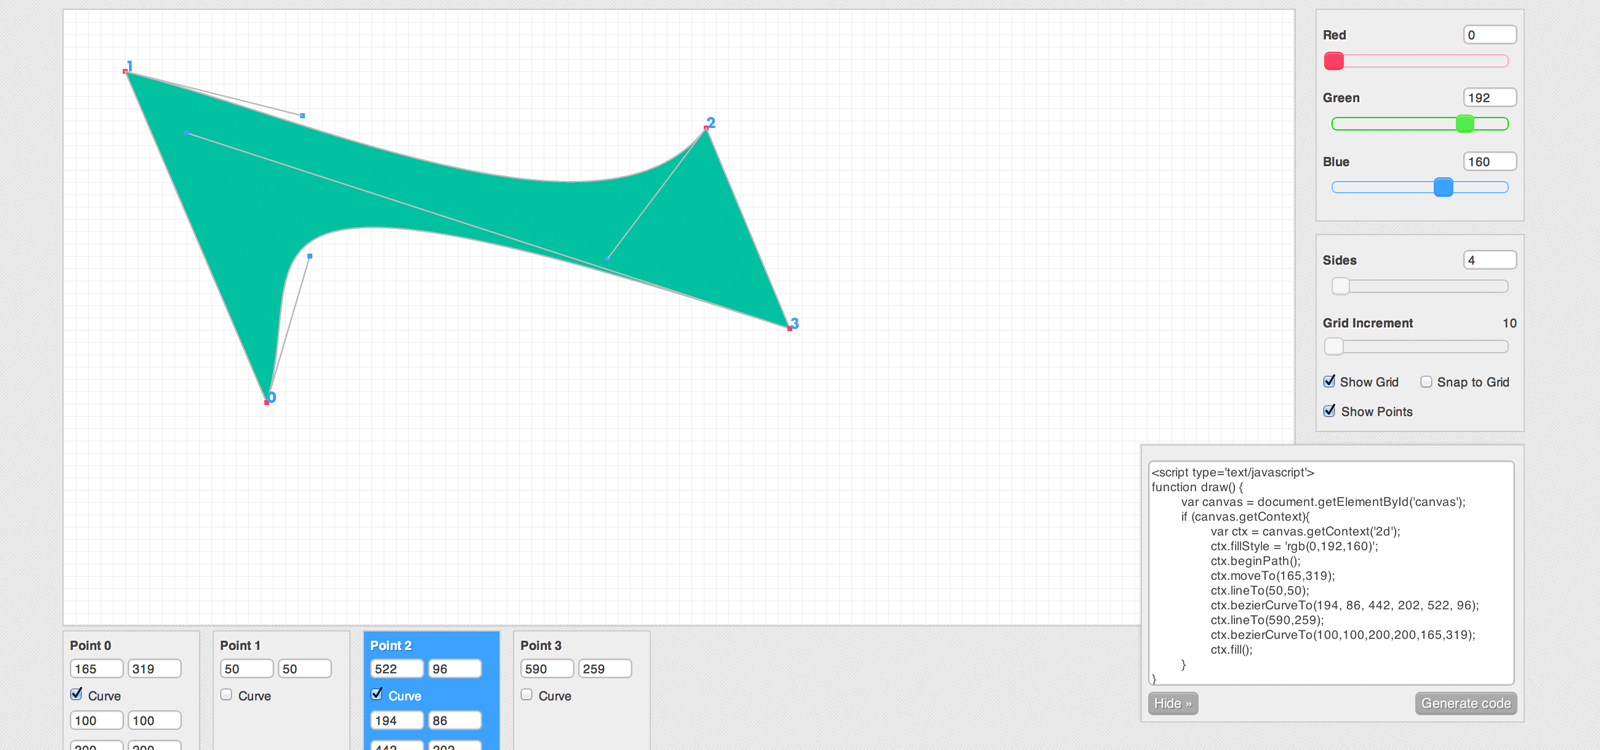 1
2
3
0
Red 0
Green 192
Blue 160
Sides 4
Grid Increment 10
Show Grid Snap to Grid
Show Points
<script type='text/javascript'>
function draw() {
var canvas = document.getElementById('canvas');
if (canvas.getContext){
var ctx = canvas.getContext('2d');
ctx.fillStyle = 'rgb(0,192,160)';
ctx.beginPath();
ctx.moveTo(165,319);
ctx.lineTo(50,50);
ctx.bezierCurveTo(194, 86, 442, 202, 522, 96);
ctx.lineTo(590,259);
ctx.bezierCurveTo(100,100,200,200,165,319);
ctx.fill();
}
}
Hide » Generate code
Point 0
165 319
Curve
100 100
200 200
Point 1
50 50
Curve
Point 2
522 96
Curve
194 86
442 202
Point 3
590 259
Curve